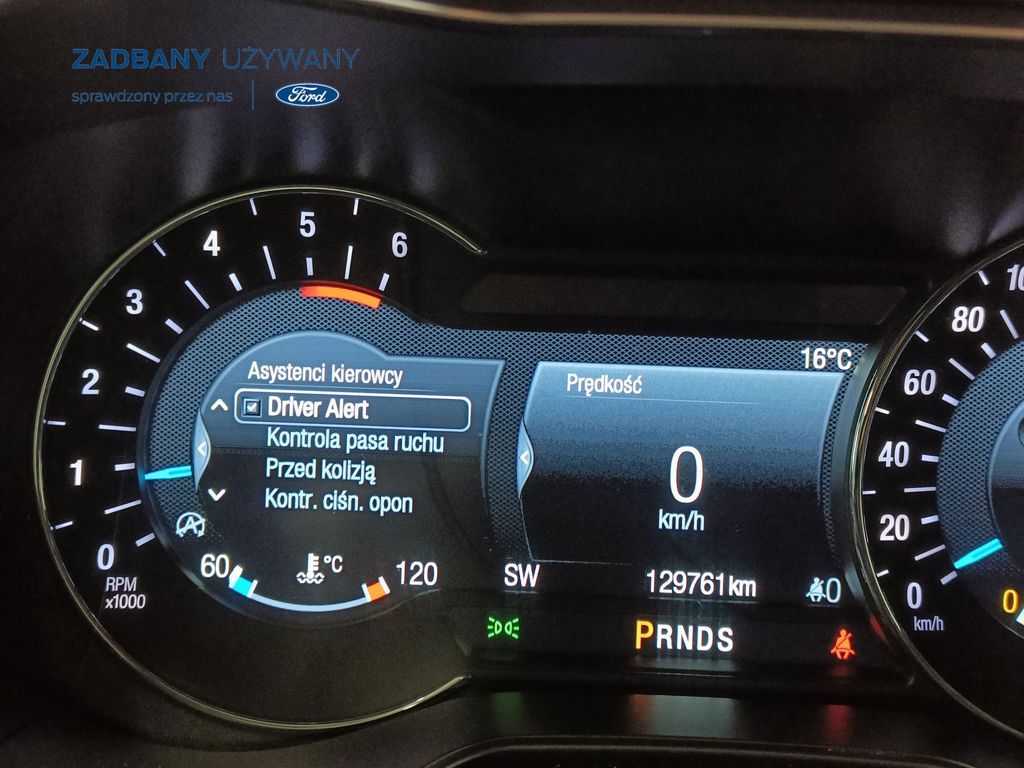 ZADBANY UŻYWANY
sprawdzony przez nas
Ford
0
1
2
3
4
5
6
RPM
x1000
Asystenci kierowcy
Driver Alert
Kontrola pasa ruchu
Przed kolizją
Kontr. ciśn. opon
A
60
°C
120
16°C
Prędkość
0
km/h
SW
129761km
0
PRNDS
0
20
40
60
80
km/h
0